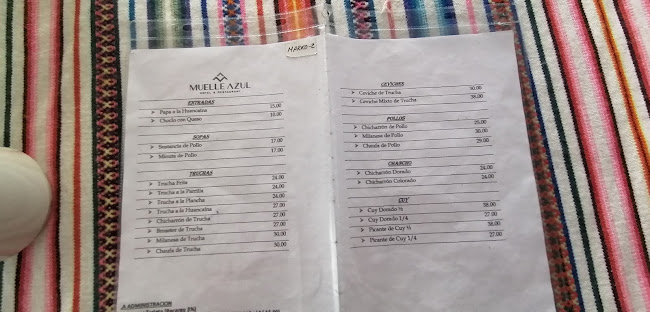 MARZO-2
MUELLE AZUL
HOTEL & RESTAURANT
ENTRADAS
➤ Papa a la Huancaina 15.00
➤ Choclo con Queso 10.00
SOPAS
➤ Sustancia de Pollo 17.00
➤ Minuta de Pollo 17.00
TRUCHAS
➤ Trucha Frita 24.00
➤ Trucha a la Parrilla 24.00
➤ Trucha a la Plancha 24.00
➤ Trucha a la Huancaina 27.00
➤ Chicharrón de Trucha 27.00
➤ Broaster de Trucha 27.00
➤ Milanesa de Trucha 30.00
➤ Chaufa de Trucha 30.00
LA ADMINISTRACION
CEVICHES
➤ Ceviche de Trucha 30.00
➤ Ceviche Mixto de Trucha 38.00
POLLOS
➤ Chicharrón de Pollo 25.00
➤ Milanesa de Pollo 30.00
➤ Chaufa de Pollo 29.00
CHANCHO
➤ Chicharrón Dorado 24.00
➤ Chicharrón Colorado 24.00
CUY
➤ Cuy Dorado ½ 38.00
➤ Cuy Dorado 1/4 27.00
➤ Picante de Cuy ½ 38.00
➤ Picante de Cuy 1/4 27.00